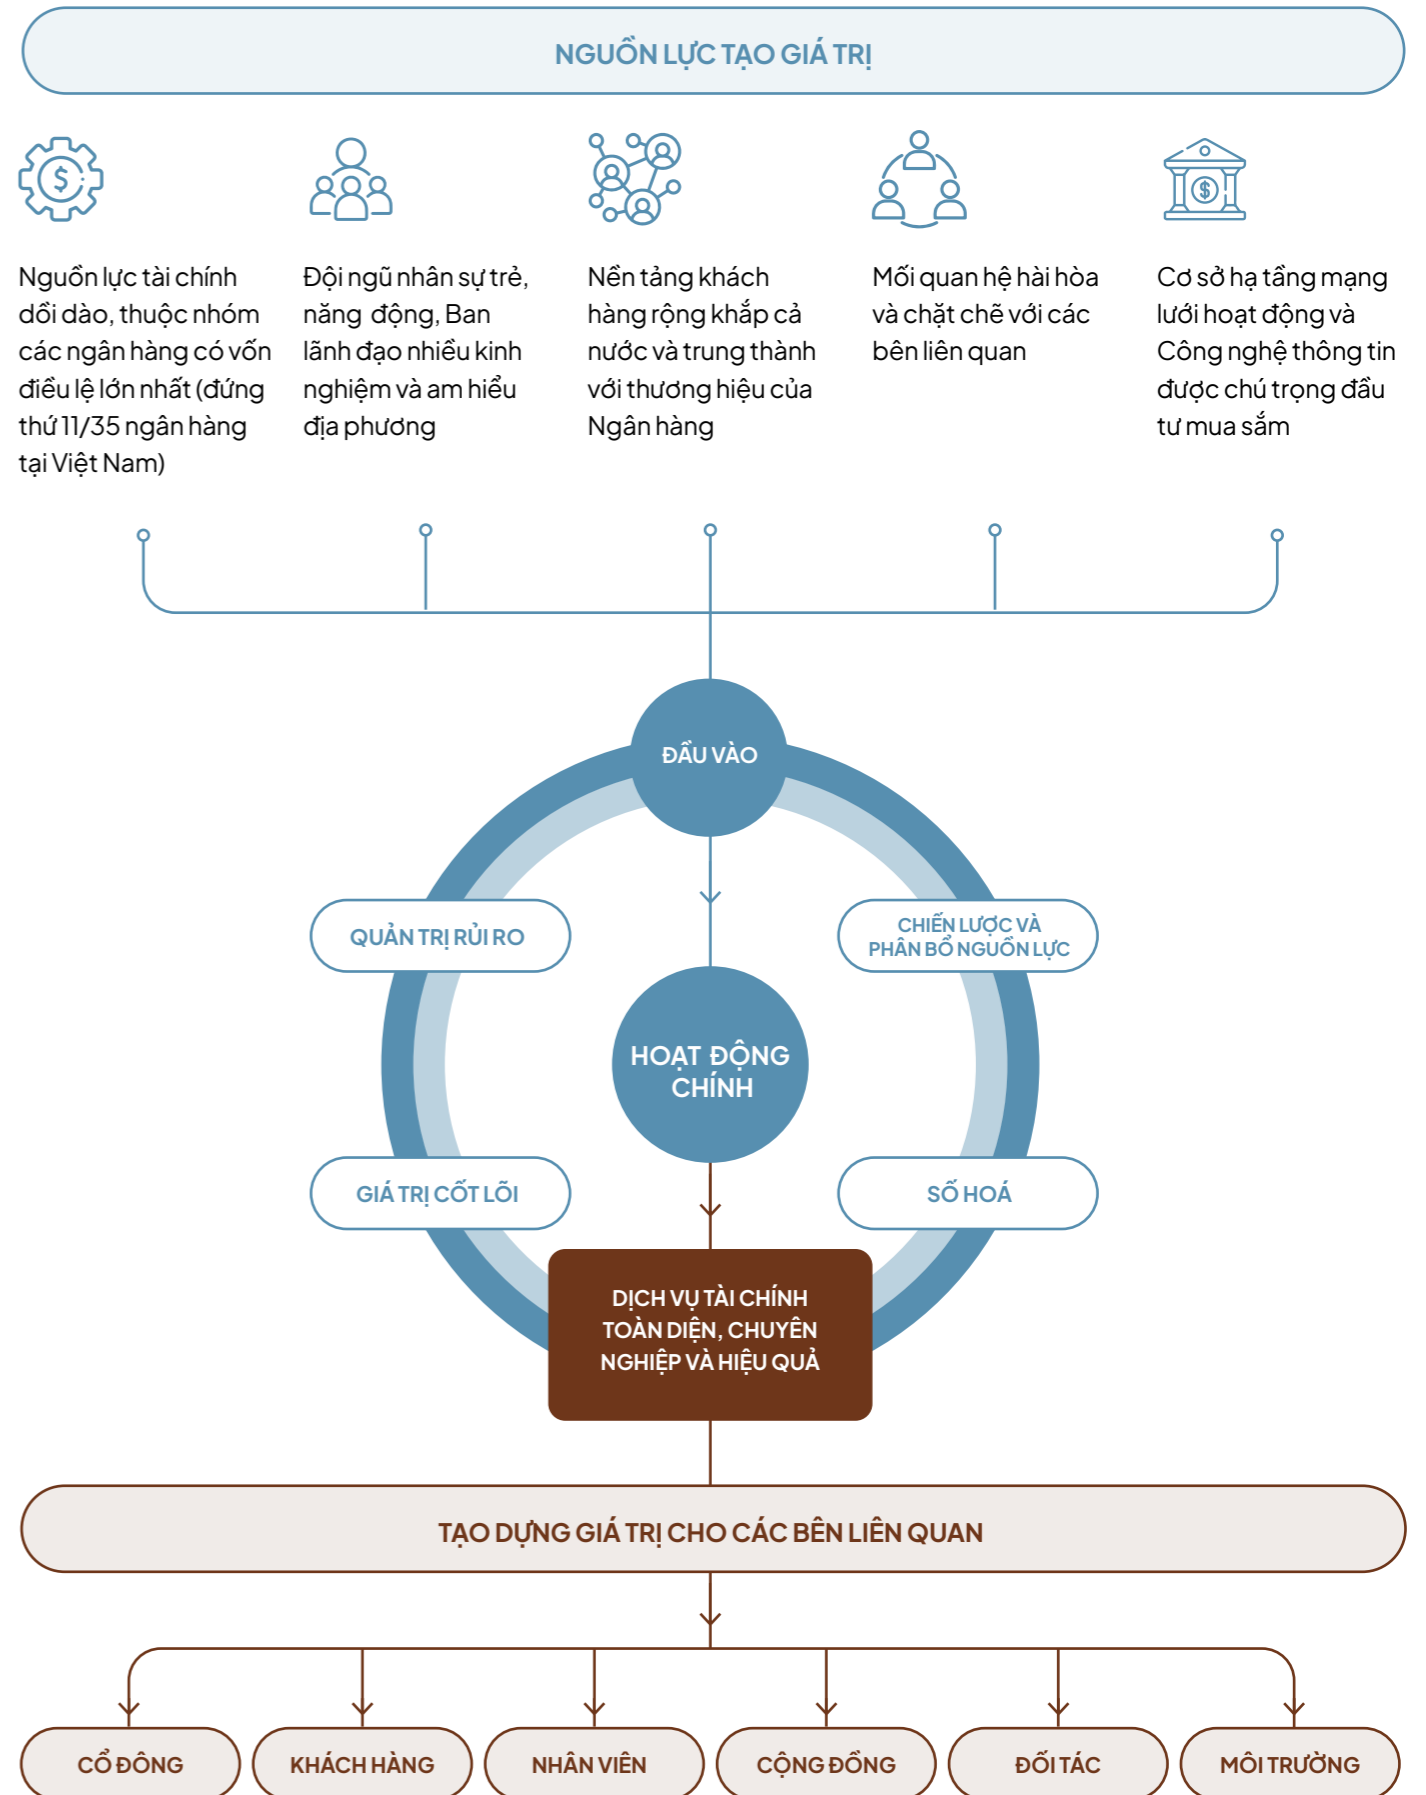 NGUỒN LỰC TẠO GIÁ TRỊ
Nguồn lực tài chính
dồi dào, thuộc nhóm
các ngân hàng có vốn
điều lệ lớn nhất (đứng
thứ 11/35 ngân hàng
tại Việt Nam)
Đội ngũ nhân sự trẻ,
năng động, Ban
lãnh đạo nhiều kinh
nghiệm và am hiểu
địa phương
Nền tảng khách
hàng rộng khắp cả
nước và trung thành
với thương hiệu của
Ngân hàng
Mối quan hệ hài hòa
và chặt chẽ với các
bên liên quan
Cơ sở hạ tầng mạng
lưới hoạt động và
Công nghệ thông tin
được chú trọng đầu
tư mua sắm
ĐẦU VÀO
QUẢN TRỊ RỦI RO
CHIẾN LƯỢC VÀ
PHÂN BỔ NGUỒN LỰC
HOẠT ĐỘNG
CHÍNH
GIÁ TRỊ CỐT LÕI
SỐ HOÁ
DỊCH VỤ TÀI CHÍNH
TOÀN DIỆN, CHUYÊN
NGHIỆP VÀ HIỆU QUẢ
TẠO DỰNG GIÁ TRỊ CHO CÁC BÊN LIÊN QUAN
CỔ ĐÔNG
KHÁCH HÀNG
NHÂN VIÊN
CỘNG ĐỒNG
ĐỐI TÁC
MÔI TRƯỜNG